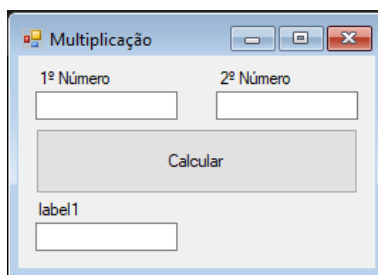 Multiplicação
1º Número 2º Número
Calcular
label1